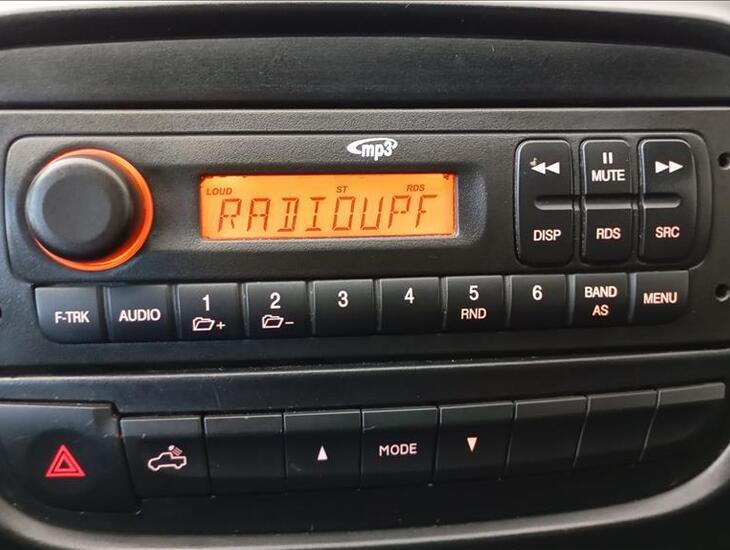 mp3
LOUD ST RDS
RADIOUPF
MUTE
DISP RDS SRC
F-TRK AUDIO 1 + 2 - 3 4 5 RND 6 BAND AS MENU
MODE